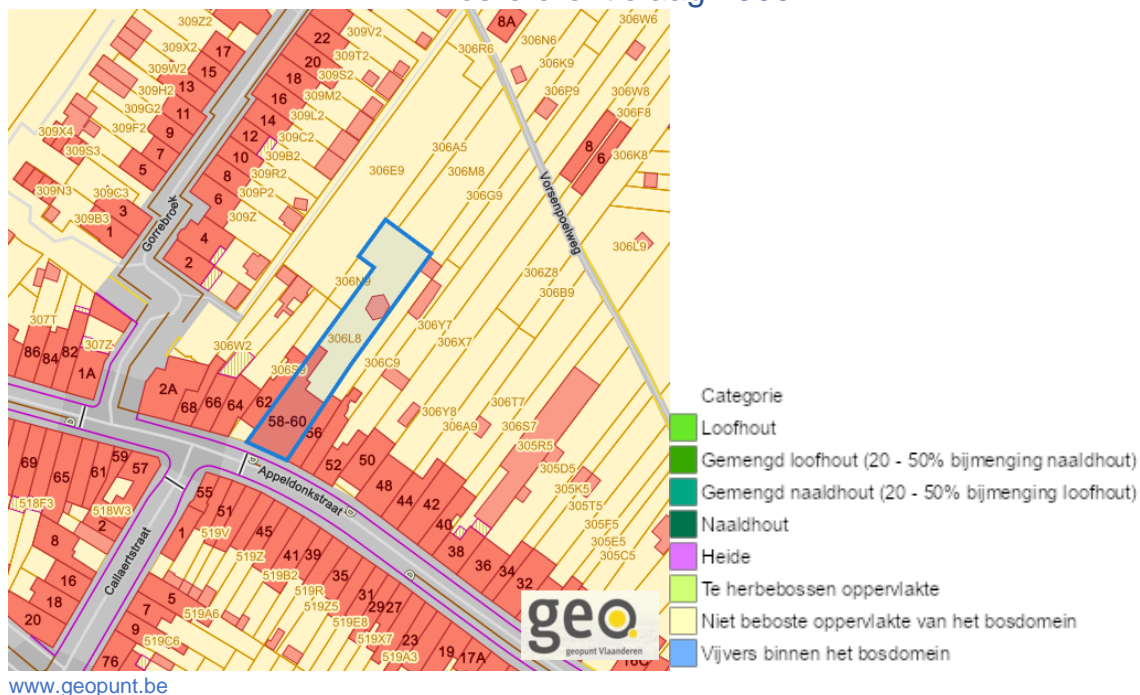 309Z2
309V2
22
8A
306W6
309X2
17
309T2
306R6
306N6
309W2
15
20
309S2
306K9
309H2
13
18
309M2
306P9
306W8
309G2
11
16
309L2
306F8
309X4
309F2
9
14
309C2
306A5
8
309S3
7
12
309B2
306E9
306M8
6
306K8
5
10
309R2
306G9
309N3
309C3
8
309P2
Vorsenpoelweg
309B3
3
6
309Z
1
Gorrebroek
4
306L9
2
306N9
306Z8
306B9
307T
306L8
306Y7
86
84
82
307Z
306W2
306X7
1A
306S9
306C9
2A
68
66
64
62
58-60
56
306Y8
306T7
306A9
306S7
305R5
69
65
61
59
57
Appeldonkstraat
52
50
305D5
518F3
518W3
55
48
44
42
305K5
305T5
2
51
1
519V
45
40
305F5
8
Callaertstraat
519Z
41
39
38
305E5
305C5
16
519B2
35
36
34
32
18
5
519R
31
20
7
519A6
519Z5
29
27
9
519E8
23
519C6
519X7
19
17A
76
519A3
16C
geo.
geopunt Vlaanderen
Categorie
Loofhout
Gemengd loofhout (20 - 50% bijmenging naaldhout)
Gemengd naaldhout (20 - 50% bijmenging loofhout)
Naaldhout
Heide
Te herbebossen oppervlakte
Niet beboste oppervlakte van het bosdomein
Vijvers binnen het bosdomein
www.geopunt.be